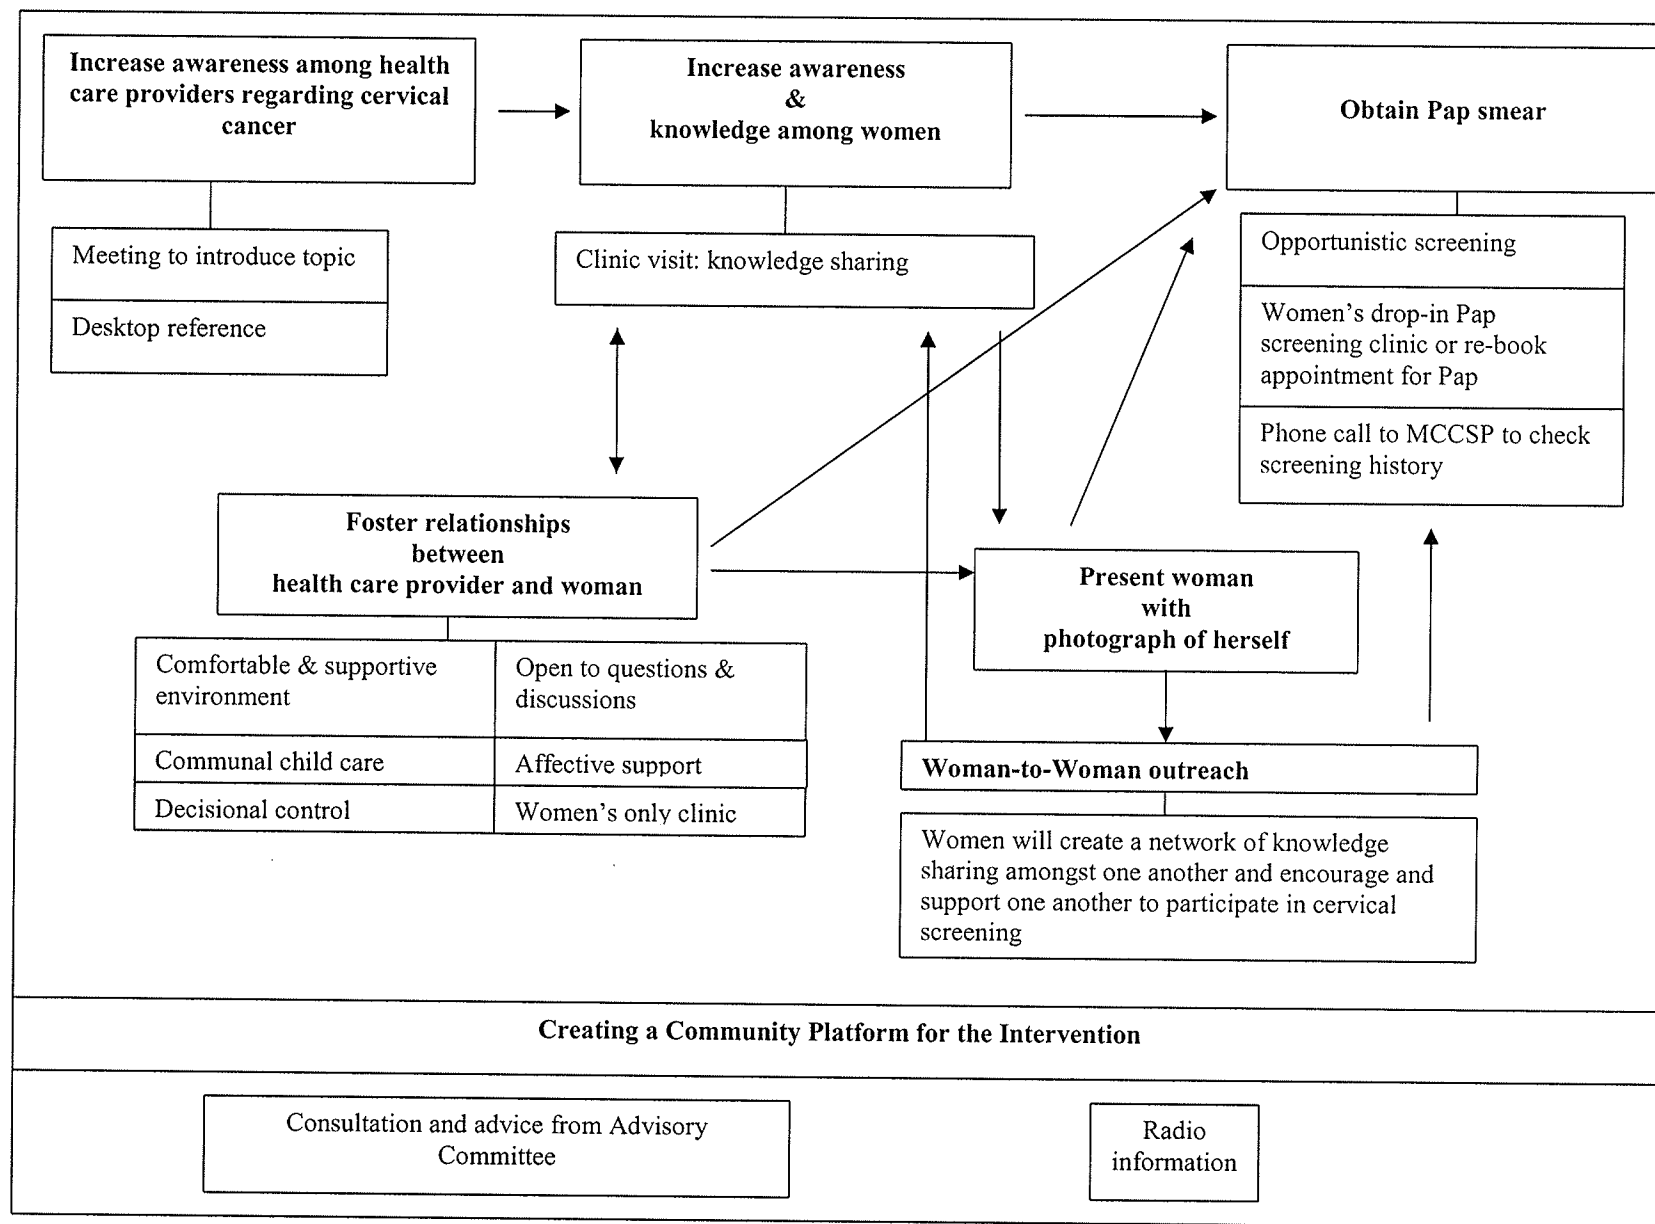 Increase awareness among health
care providers regarding cervical
cancer
Increase awareness
&
knowledge among women
Obtain Pap smear
Meeting to introduce topic
Desktop reference
Clinic visit: knowledge sharing
Opportunistic screening
Women's drop-in Pap
screening clinic or re-book
appointment for Pap
Phone call to MCCSP to check
screening history
Foster relationships
between
health care provider and woman
Comfortable & supportive
environment
Open to questions &
discussions
Communal child care
Affective support
Decisional control
Women's only clinic
Present woman
with
photograph of herself
Woman-to-Woman outreach
Women will create a network of knowledge
sharing amongst one another and encourage and
support one another to participate in cervical
screening
Creating a Community Platform for the Intervention
Consultation and advice from Advisory
Committee
Radio
information